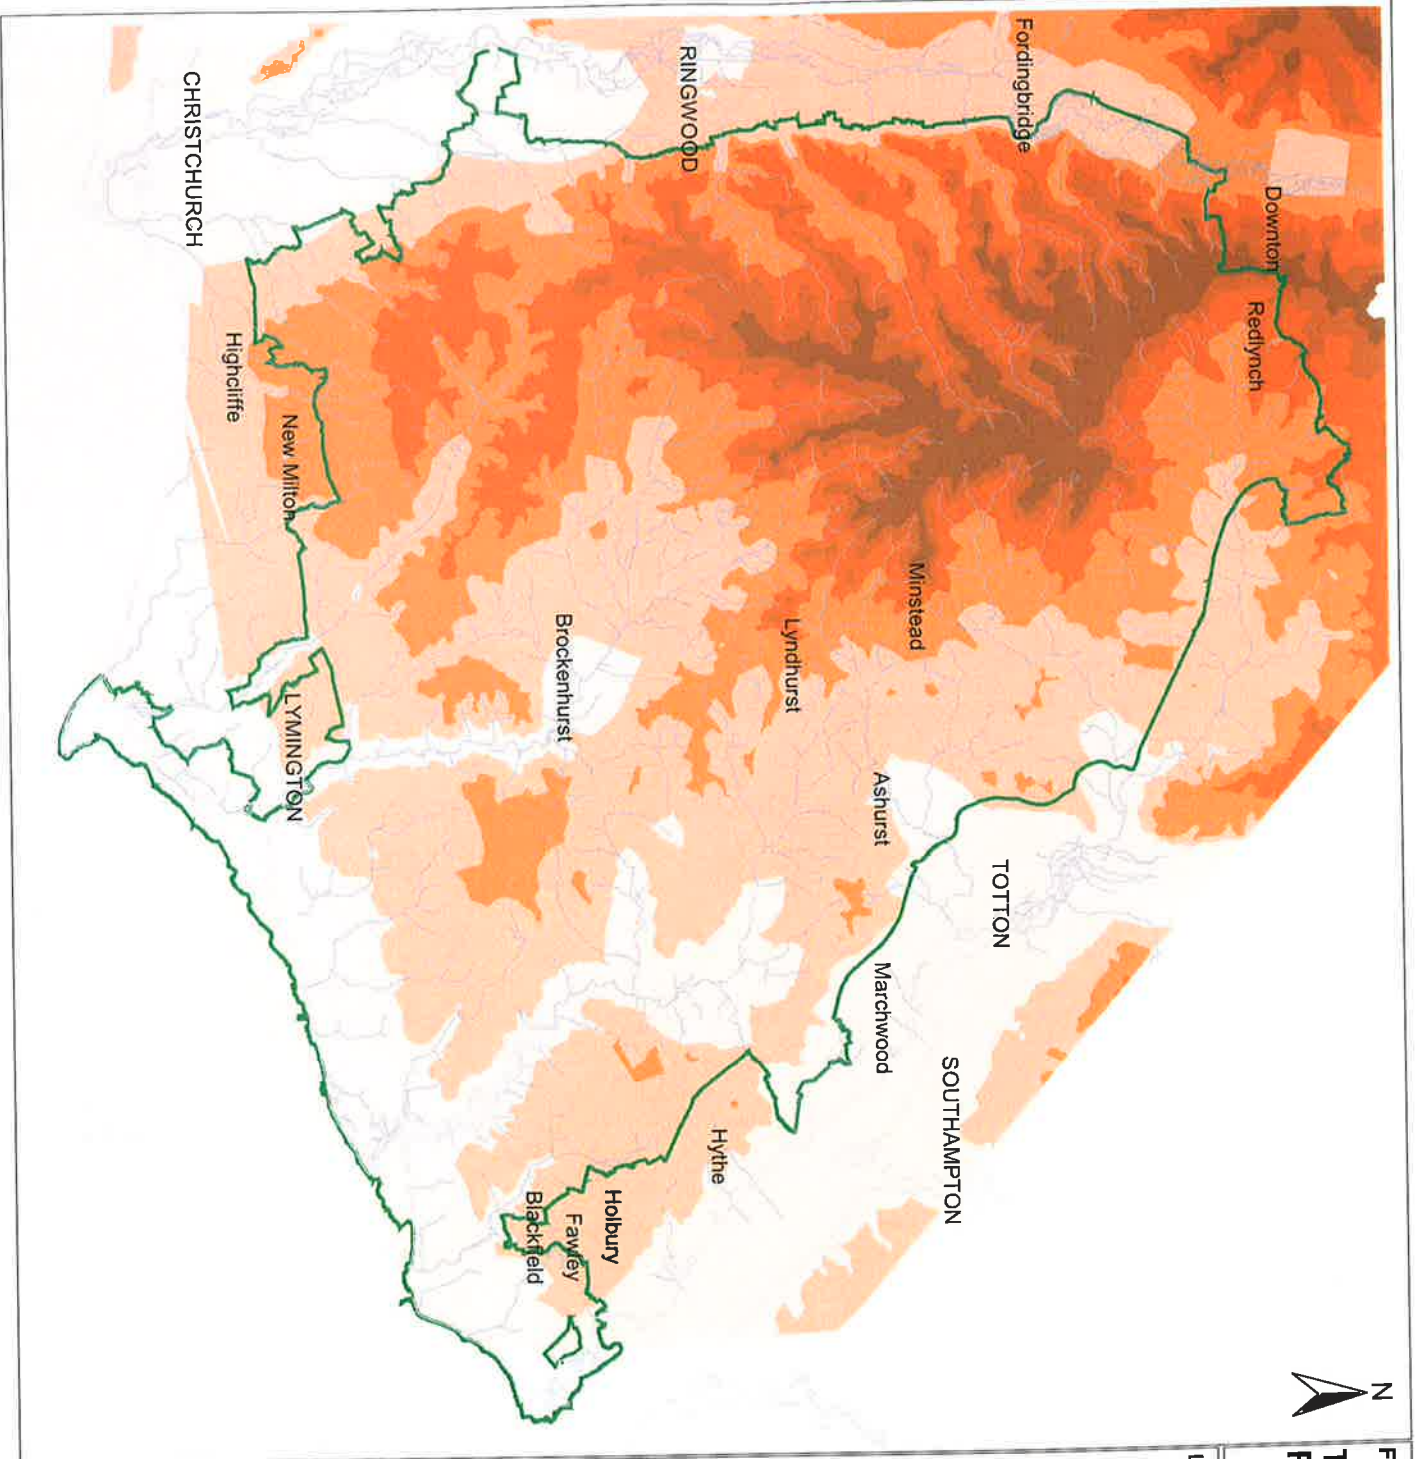 Fordingbridge
Downton
Redlynch
RINGWOOD
CHRISTCHURCH
Highcliffe
New Milton
Minstead
Lyndhurst
Brockenhurst
LYMINGTON
Ashurst
TOTTON
Marchwood
SOUTHAMPTON
Hythe
Holbury
Fawley
Blackfield
N